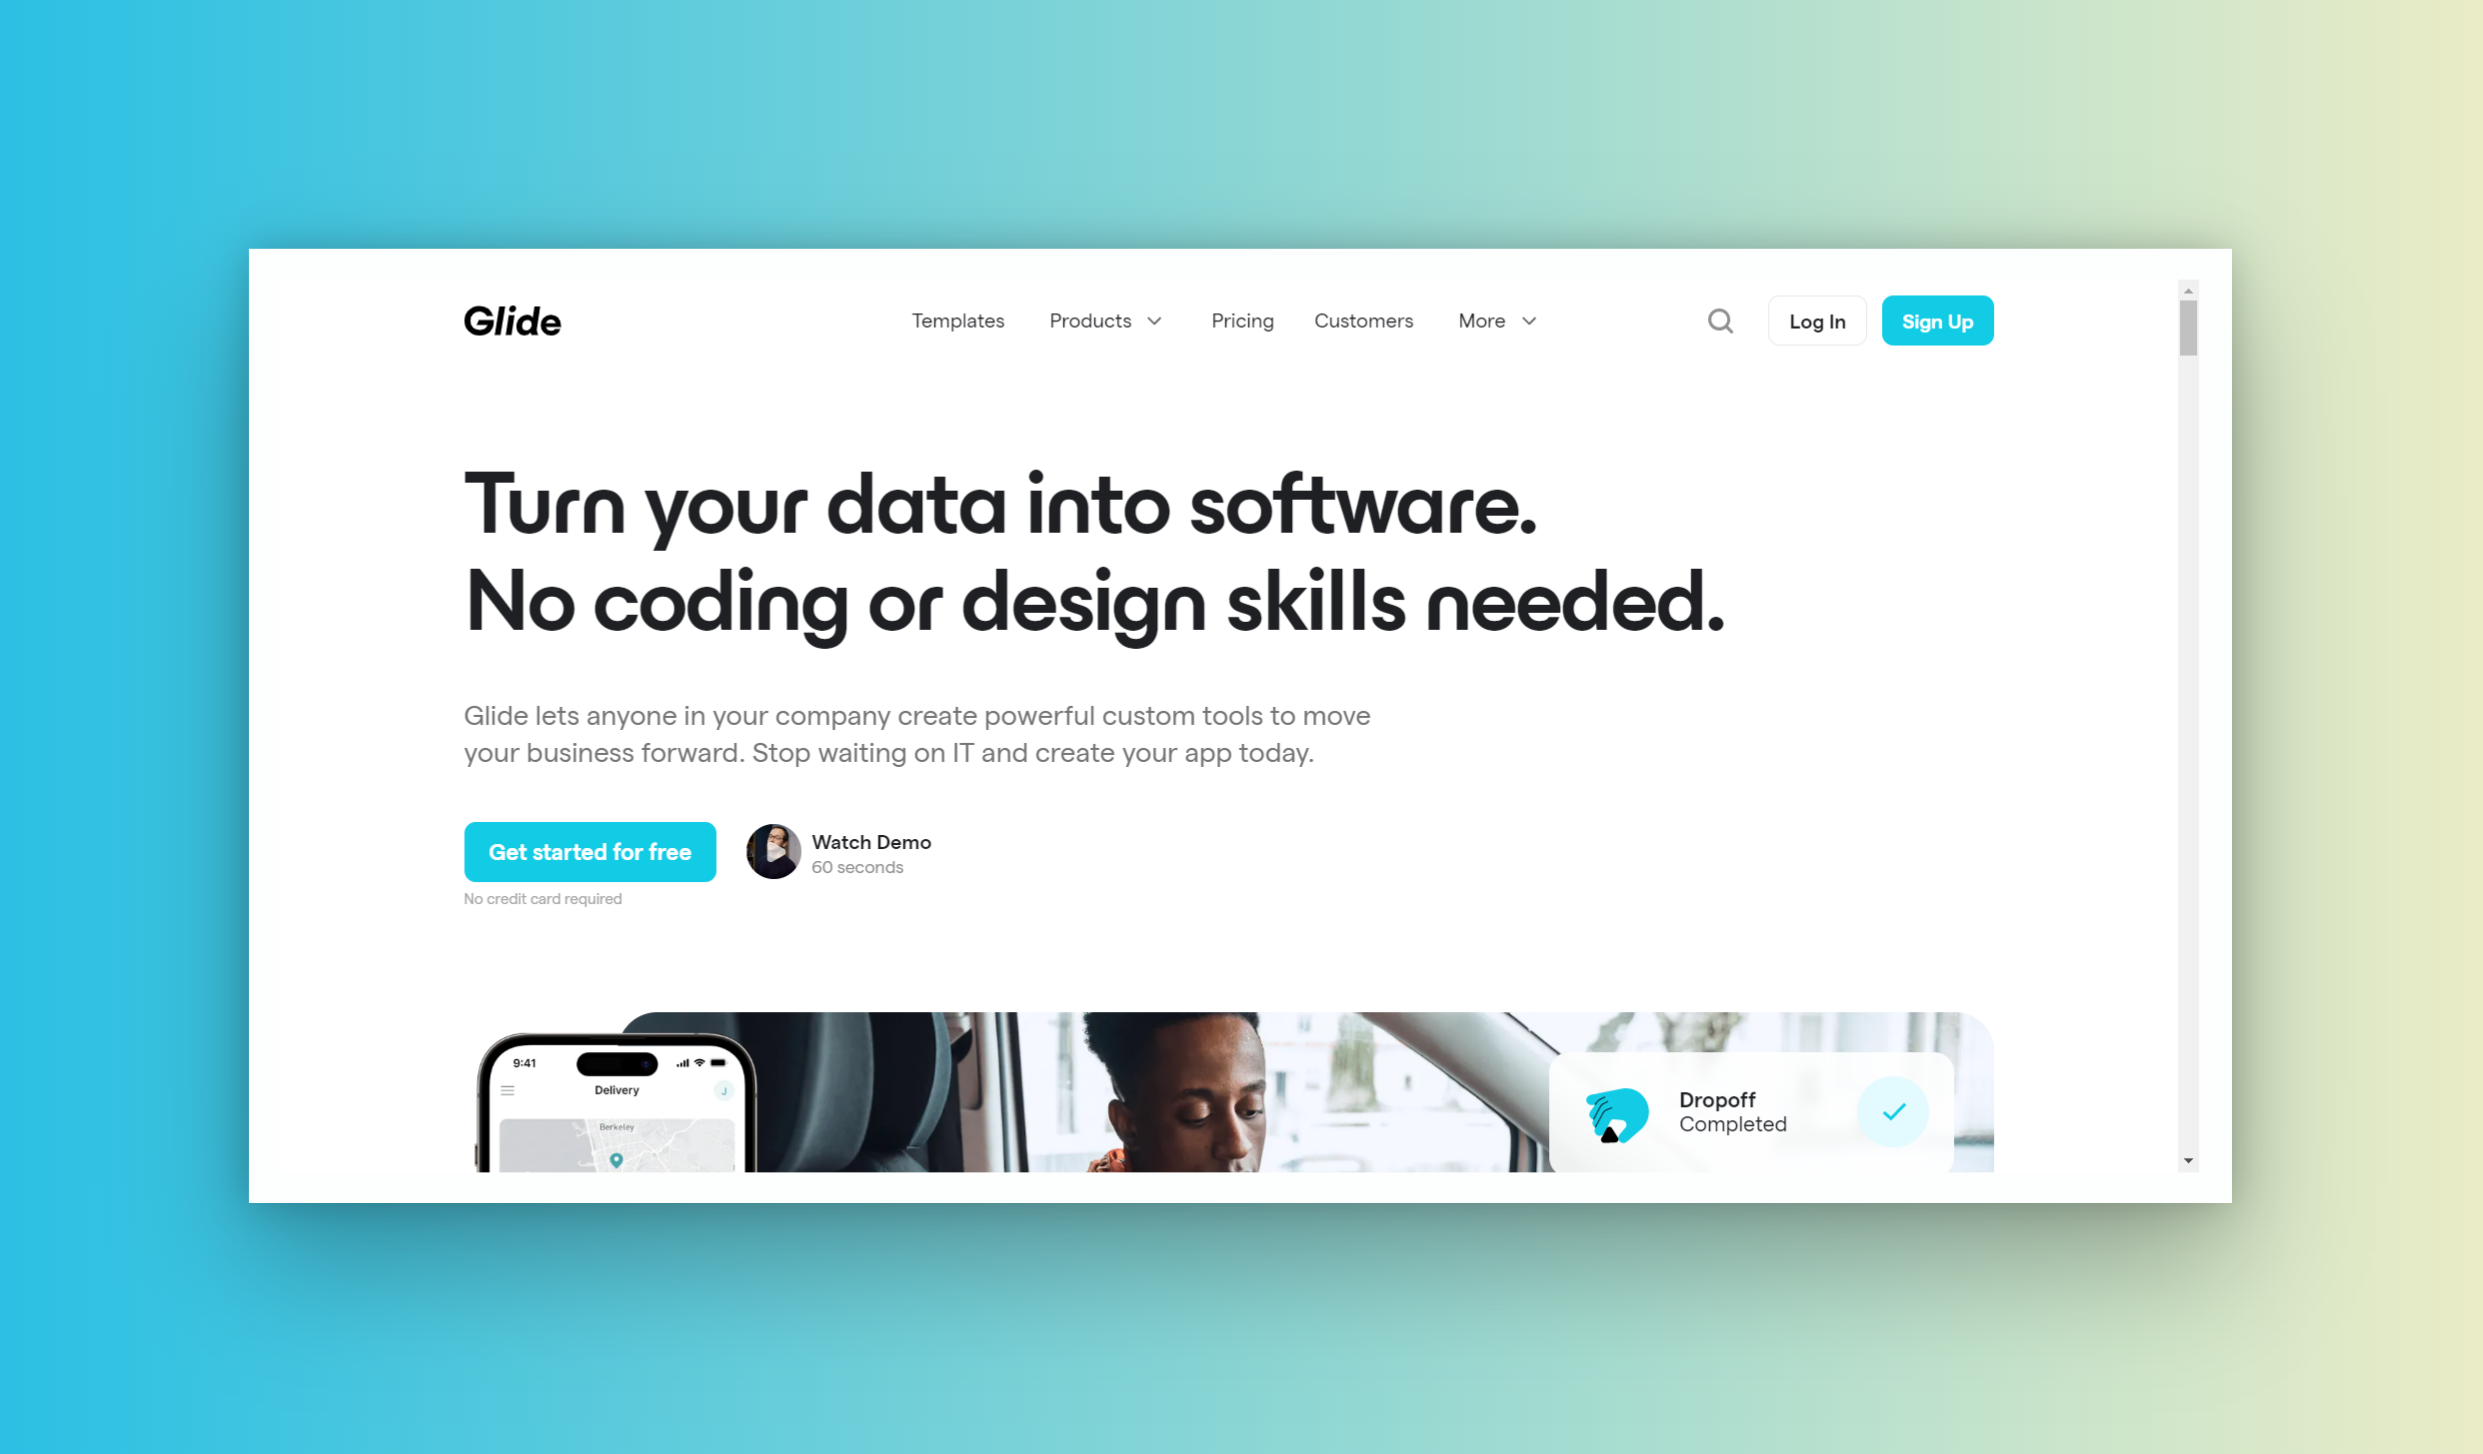 Glide
Templates Products Pricing Customers More Log In Sign Up
Turn your data into software.
No coding or design skills needed.
Glide lets anyone in your company create powerful custom tools to move
your business forward. Stop waiting on IT and create your app today.
Get started for free
Watch Demo
60 seconds
No credit card required
9:41
Delivery J
Berkeley
Dropoff
Completed